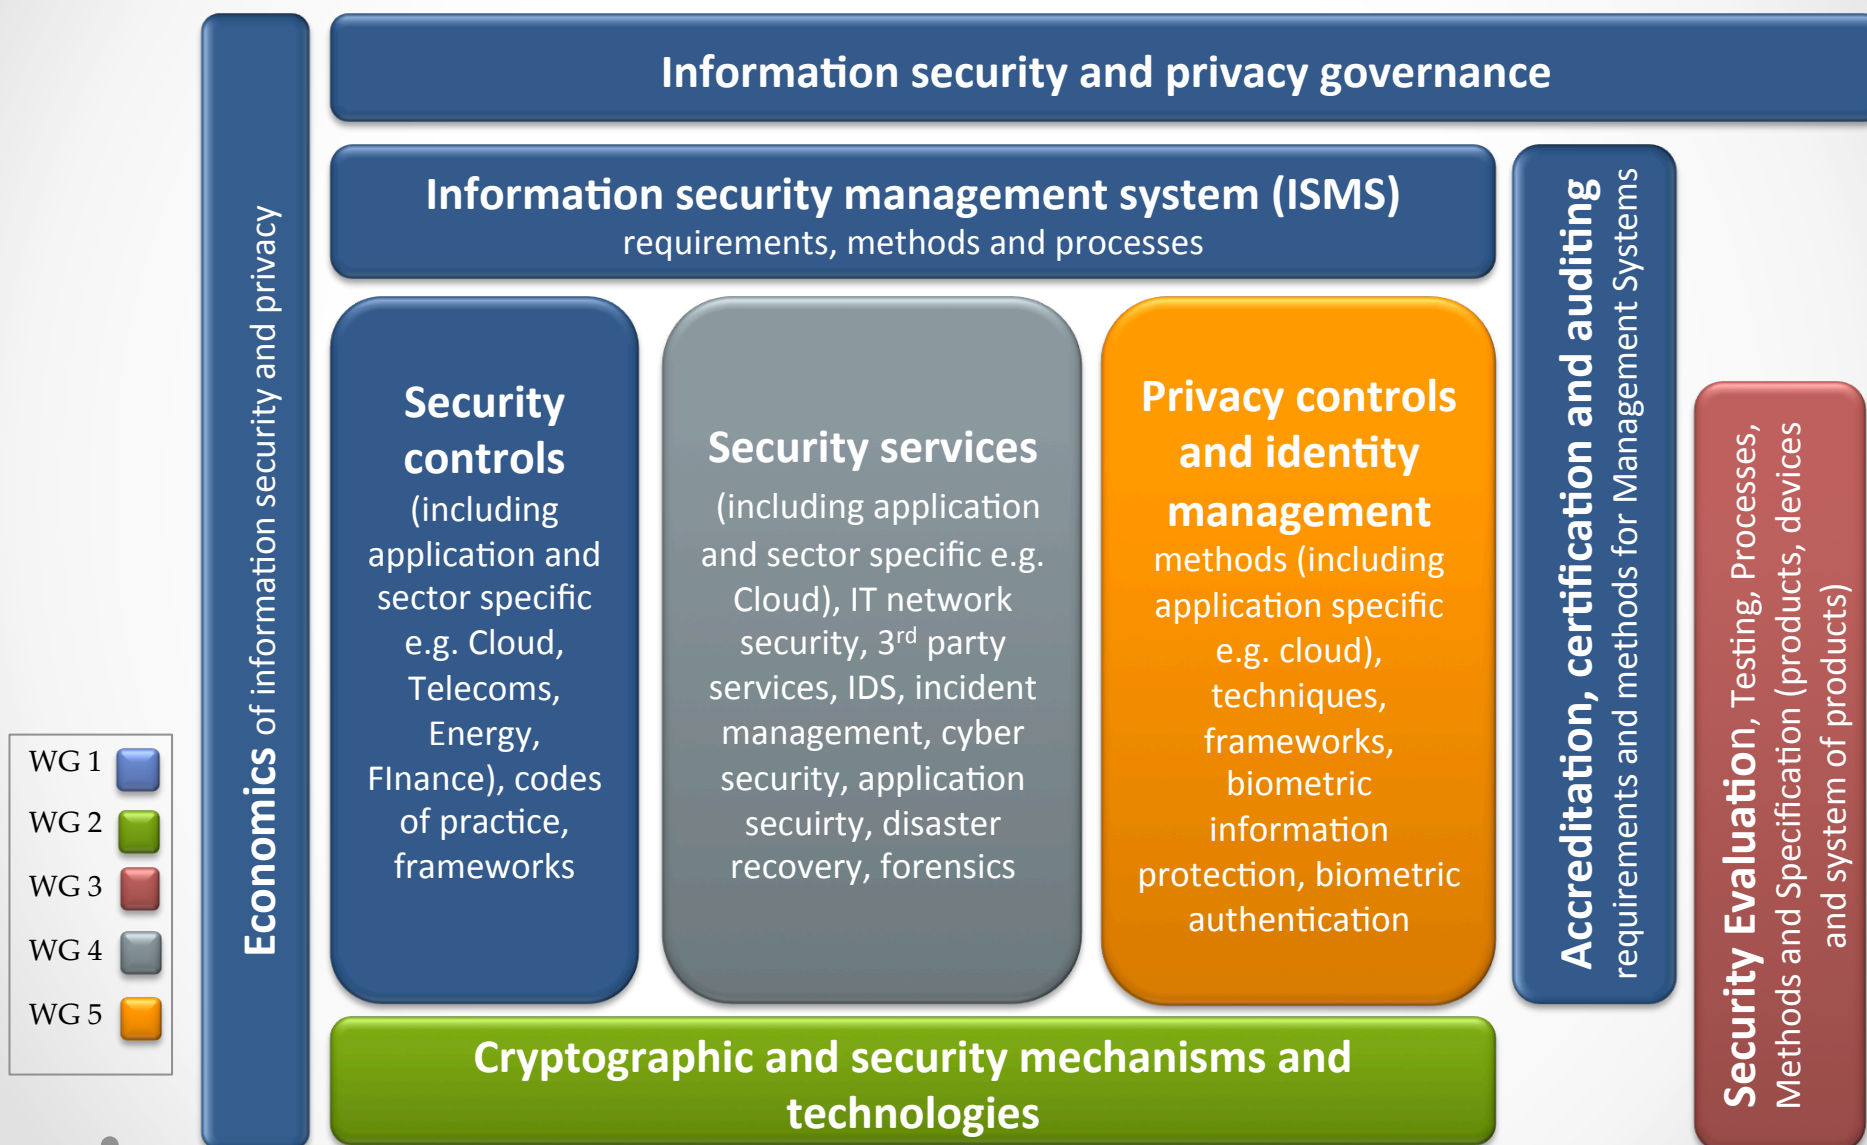 Information security and privacy governance
Information security management system (ISMS)
requirements, methods and processes
Economics of information security and privacy
Security
controls
(including
application and
sector specific
e.g. Cloud,
Telecoms,
Energy,
FInance), codes
of practice,
frameworks
Security services
(including application
and sector specific e.g.
Cloud), IT network
security, 3rd party
services, IDS, incident
management, cyber
security, application
secuirty, disaster
recovery, forensics
Privacy controls
and identity
management
methods (including
application specific
e.g. cloud),
techniques,
frameworks,
biometric
information
protection, biometric
authentication
Accreditation, certification and auditing
requirements and methods for Management Systems
Security Evaluation, Testing, Processes,
Methods and Specification (products, devices
and system of products)
Cryptographic and security mechanisms and
technologies
WG 1
WG 2
WG 3
WG 4
WG 5